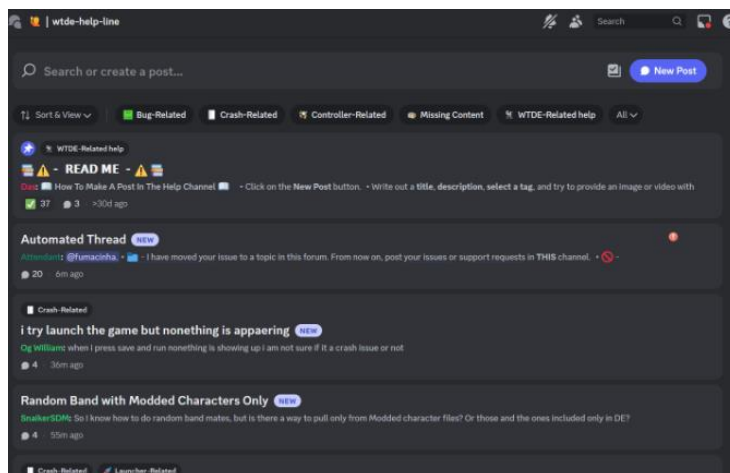 | wtde-help-line
Search
Search or create a post...
New Post
Sort & View
Bug-Related
Crash-Related
Controller-Related
Missing Content
WTDE-Related help
All
WTDE-Related help
- READ ME -
How To Make A Post In The Help Channel • Click on the New Post button. • Write out a title, description, select a tag, and try to provide an image or video with
37 3 >30d ago
Automated Thread NEW
Attendant: @fumacinha. • - I have moved your issue to a topic in this forum. From now on, post your issues or support requests in THIS channel. • -
20 · 6m ago
Crash-Related
i try launch the game but nonething is appaering NEW
Og William: when I press save and run nonething is showing up i am not sure if it a crash issue or not
4 · 36m ago
Random Band with Modded Characters Only NEW
SnaikerSDM: So I know how to do random band mates, but is there a way to pull only from Modded character files? Or those and the ones included only in DE?
4 · 55m ago
Crash-Related Launcher-Related